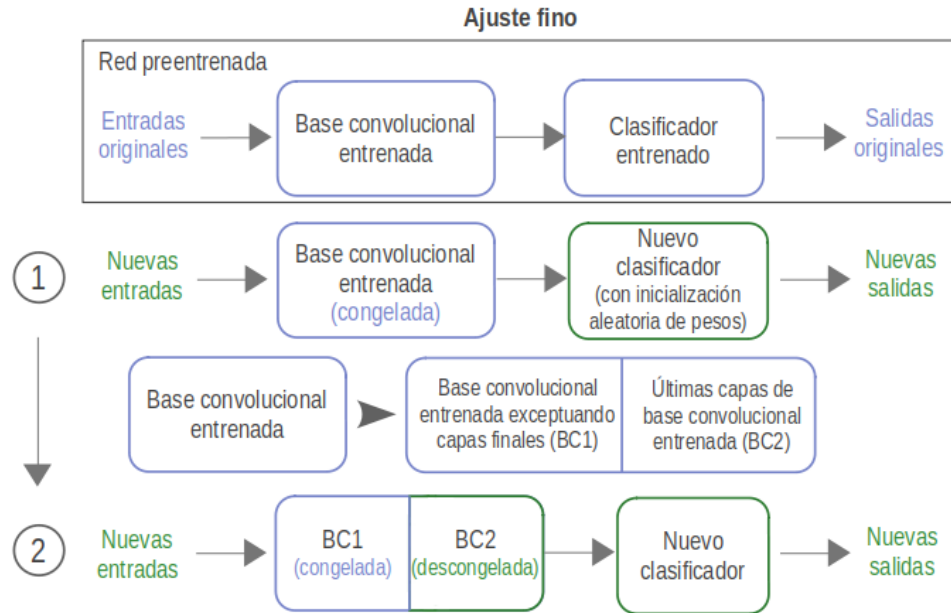 Ajuste fino
Red preentrenada
Entradas
originales
Base convolucional
entrenada
Clasificador
entrenado
Salidas
originales
1
Nuevas
entradas
Base convolucional
entrenada
(congelada)
Nuevo
clasificador
(con inicialización
aleatoria de pesos)
Nuevas
salidas
Base convolucional
entrenada
Base convolucional
entrenada exceptuando
capas finales (BC1)
Últimas capas de
base convolucional
entrenada (BC2)
2
Nuevas
entradas
BC1
(congelada)
BC2
(descongelada)
Nuevo
clasificador
Nuevas
salidas